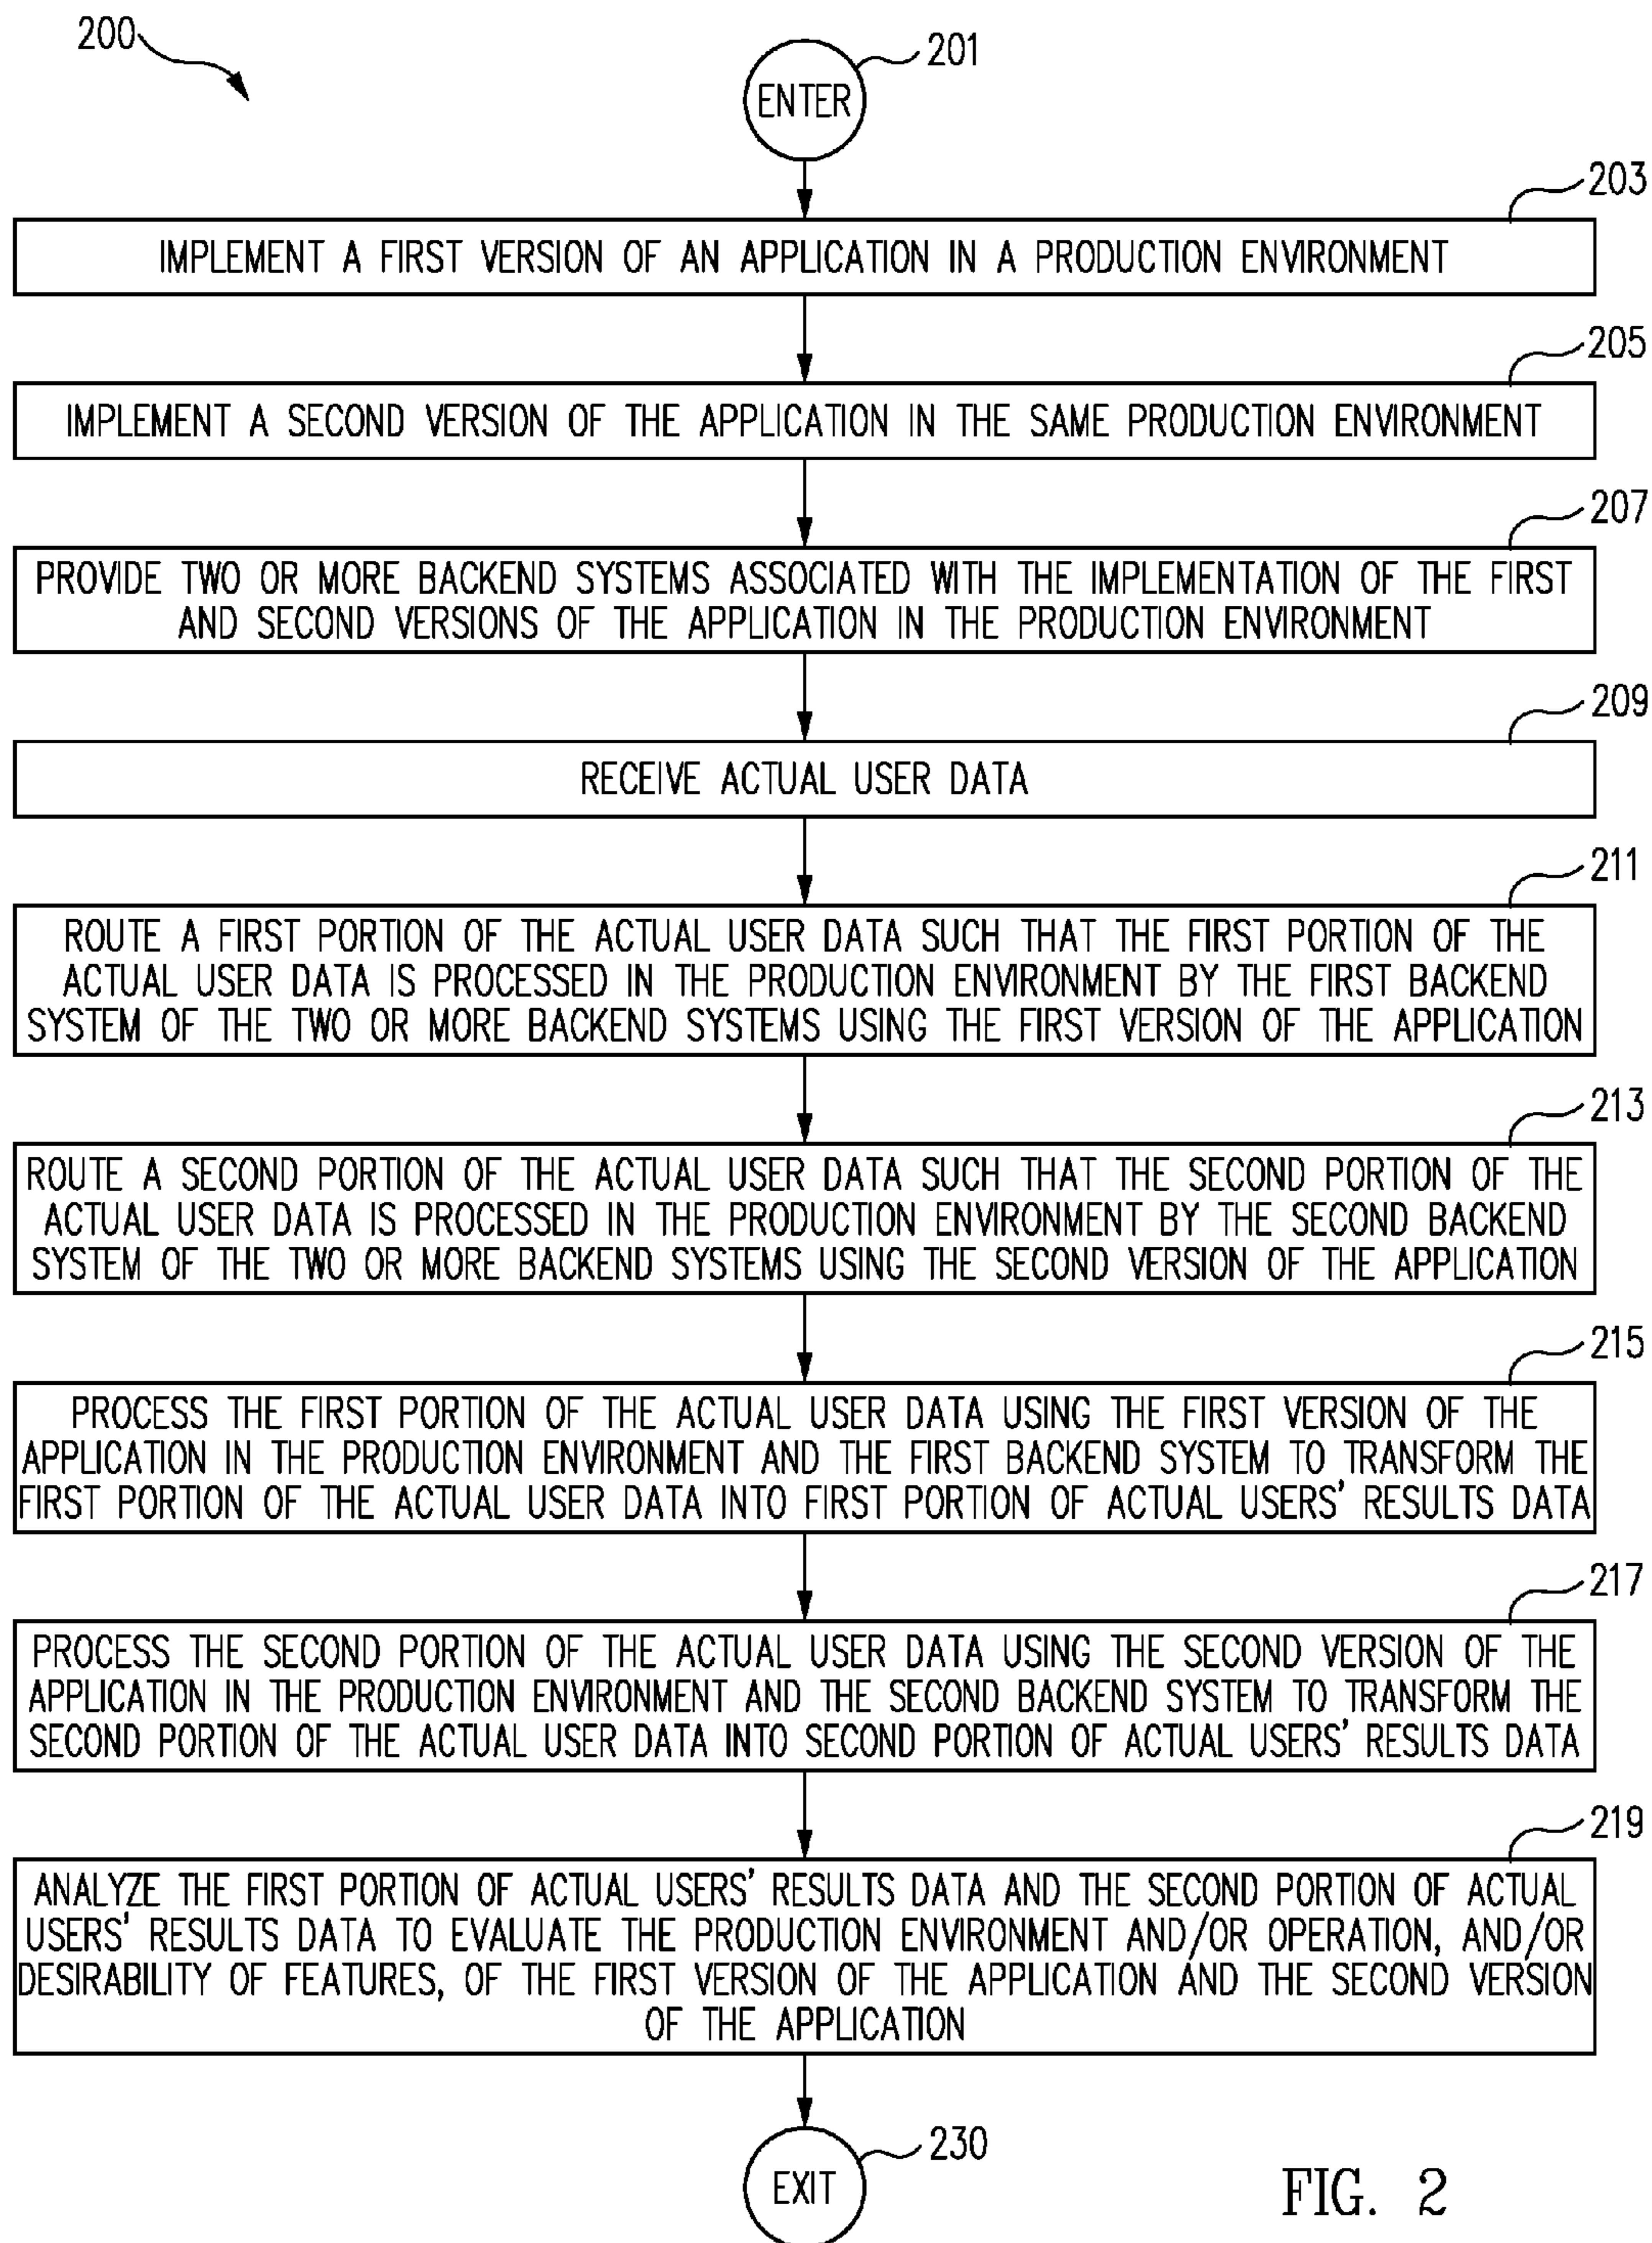 200
201
ENTER
203
IMPLEMENT A FIRST VERSION OF AN APPLICATION IN A PRODUCTION ENVIRONMENT
205
IMPLEMENT A SECOND VERSION OF THE APPLICATION IN THE SAME PRODUCTION ENVIRONMENT
207
PROVIDE TWO OR MORE BACKEND SYSTEMS ASSOCIATED WITH THE IMPLEMENTATION OF THE FIRST
AND SECOND VERSIONS OF THE APPLICATION IN THE PRODUCTION ENVIRONMENT
209
RECEIVE ACTUAL USER DATA
211
ROUTE A FIRST PORTION OF THE ACTUAL USER DATA SUCH THAT THE FIRST PORTION OF THE
ACTUAL USER DATA IS PROCESSED IN THE PRODUCTION ENVIRONMENT BY THE FIRST BACKEND
SYSTEM OF THE TWO OR MORE BACKEND SYSTEMS USING THE FIRST VERSION OF THE APPLICATION
213
ROUTE A SECOND PORTION OF THE ACTUAL USER DATA SUCH THAT THE SECOND PORTION OF THE
ACTUAL USER DATA IS PROCESSED IN THE PRODUCTION ENVIRONMENT BY THE SECOND BACKEND
SYSTEM OF THE TWO OR MORE BACKEND SYSTEMS USING THE SECOND VERSION OF THE APPLICATION
215
PROCESS THE FIRST PORTION OF THE ACTUAL USER DATA USING THE FIRST VERSION OF THE
APPLICATION IN THE PRODUCTION ENVIRONMENT AND THE FIRST BACKEND SYSTEM TO TRANSFORM THE
FIRST PORTION OF THE ACTUAL USER DATA INTO FIRST PORTION OF ACTUAL USERS' RESULTS DATA
217
PROCESS THE SECOND PORTION OF THE ACTUAL USER DATA USING THE SECOND VERSION OF THE
APPLICATION IN THE PRODUCTION ENVIRONMENT AND THE SECOND BACKEND SYSTEM TO TRANSFORM THE
SECOND PORTION OF THE ACTUAL USER DATA INTO SECOND PORTION OF ACTUAL USERS' RESULTS DATA
219
ANALYZE THE FIRST PORTION OF ACTUAL USERS' RESULTS DATA AND THE SECOND PORTION OF ACTUAL
USERS' RESULTS DATA TO EVALUATE THE PRODUCTION ENVIRONMENT AND/OR OPERATION, AND/OR
DESIRABILITY OF FEATURES, OF THE FIRST VERSION OF THE APPLICATION AND THE SECOND VERSION
OF THE APPLICATION
230
EXIT
FIG. 2